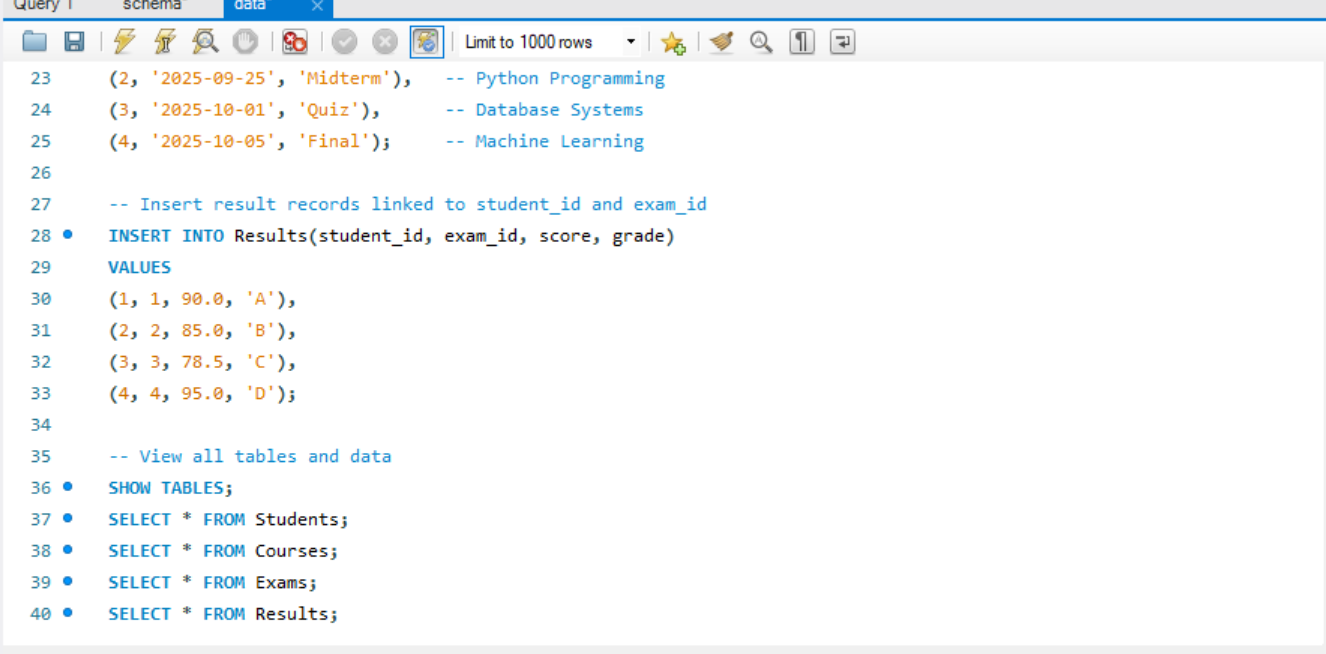 Query 1 schema* data*
Limit to 1000 rows
23 (2, '2025-09-25', 'Midterm'), -- Python Programming
24 (3, '2025-10-01', 'Quiz'), -- Database Systems
25 (4, '2025-10-05', 'Final'); -- Machine Learning
26
27 -- Insert result records linked to student_id and exam_id
28 INSERT INTO Results(student_id, exam_id, score, grade)
29 VALUES
30 (1, 1, 90.0, 'A'),
31 (2, 2, 85.0, 'B'),
32 (3, 3, 78.5, 'C'),
33 (4, 4, 95.0, 'D');
34
35 -- View all tables and data
36 SHOW TABLES;
37 SELECT * FROM Students;
38 SELECT * FROM Courses;
39 SELECT * FROM Exams;
40 SELECT * FROM Results;